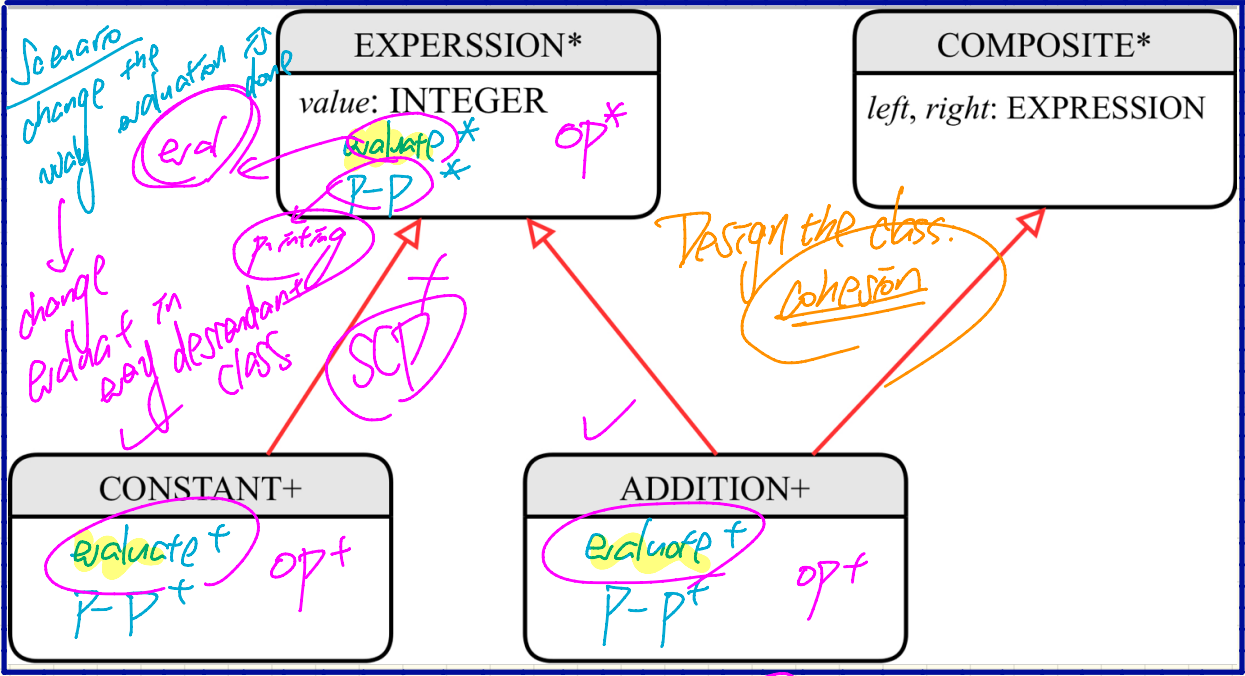 Scenario
change the
way evaluation is
done
eval
change
evaluat in
every descendant
class.
EXPERSSION*
value: INTEGER
evaluate*
op*
P-P*
printing
SCP
+
COMPOSITE*
left, right: EXPRESSION
Design the class.
cohesion
CONSTANT+
evaluate+
op+
P-P+
ADDITION+
evaluate+
op+
P-P+